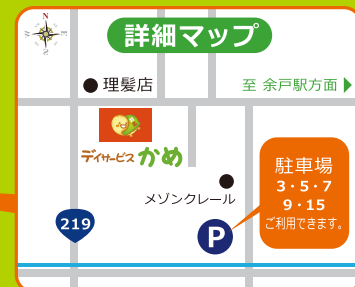 詳細マップ
N
W E
S
理髪店
至 余戸駅方面
デイサービス かめ
メゾンクレール
219
P
駐車場
3・5・7
9・15
ご利用できます。